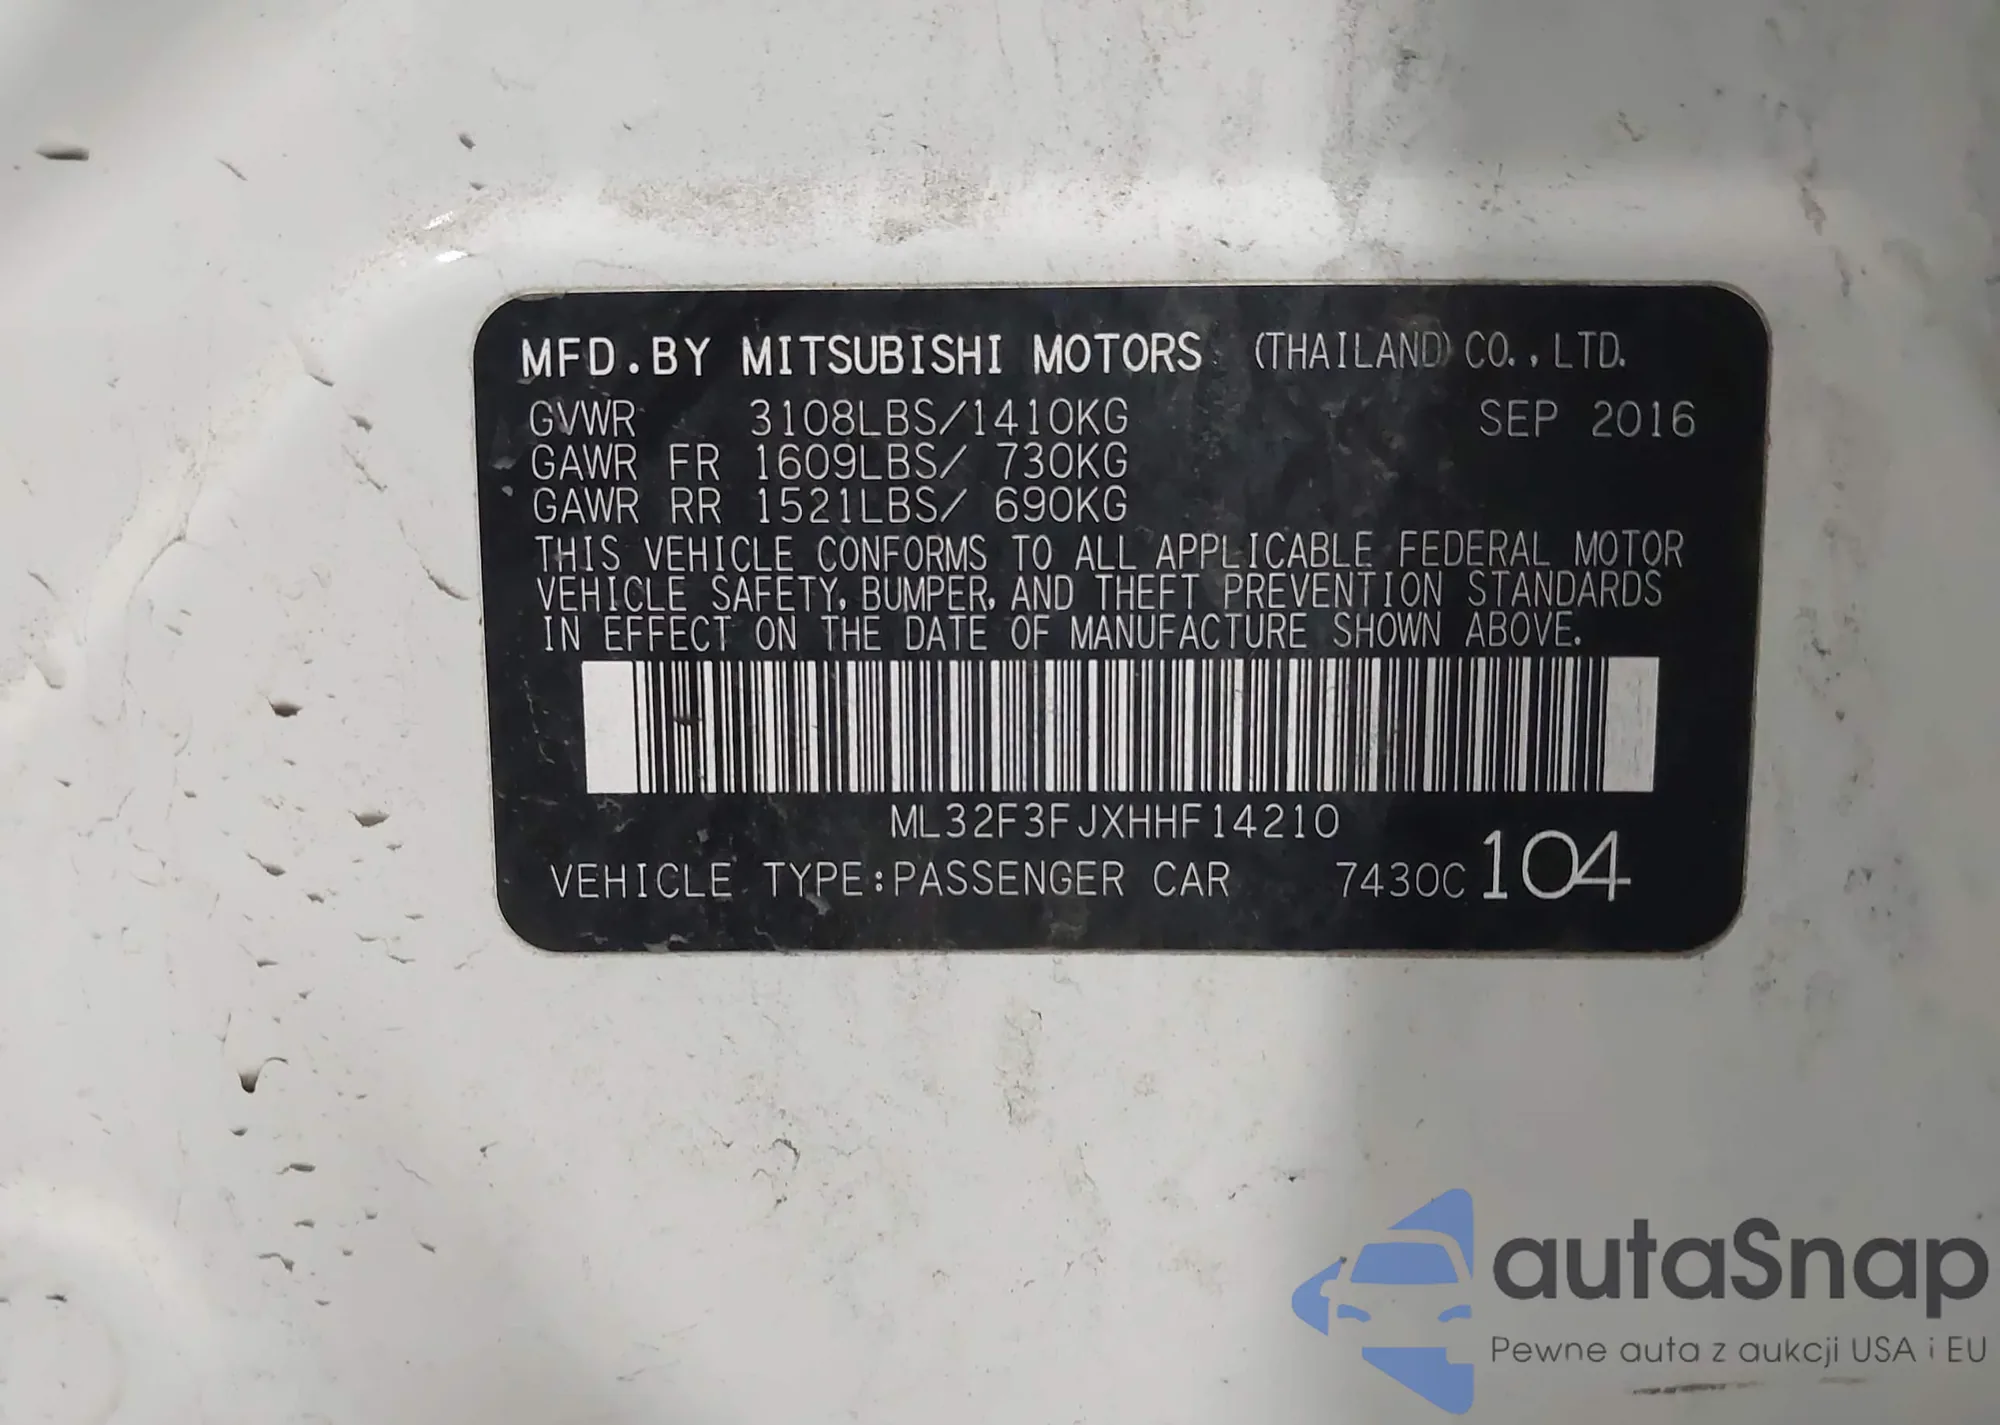 MFD.BY MITSUBISHI MOTORS (THAILAND) CO., LTD.
GVWR 3108LBS/1410KG SEP 2016
GAWR FR 1609LBS/ 730KG
GAWR RR 1521LBS/ 690KG
THIS VEHICLE CONFORMS TO ALL APPLICABLE FEDERAL MOTOR
VEHICLE SAFETY, BUMPER, AND THEFT PREVENTION STANDARDS
IN EFFECT ON THE DATE OF MANUFACTURE SHOWN ABOVE.
ML32F3FJXHHF14210
VEHICLE TYPE:PASSENGER CAR 7430C 104
autaSnap
Pewne auta z aukcji USA i EU